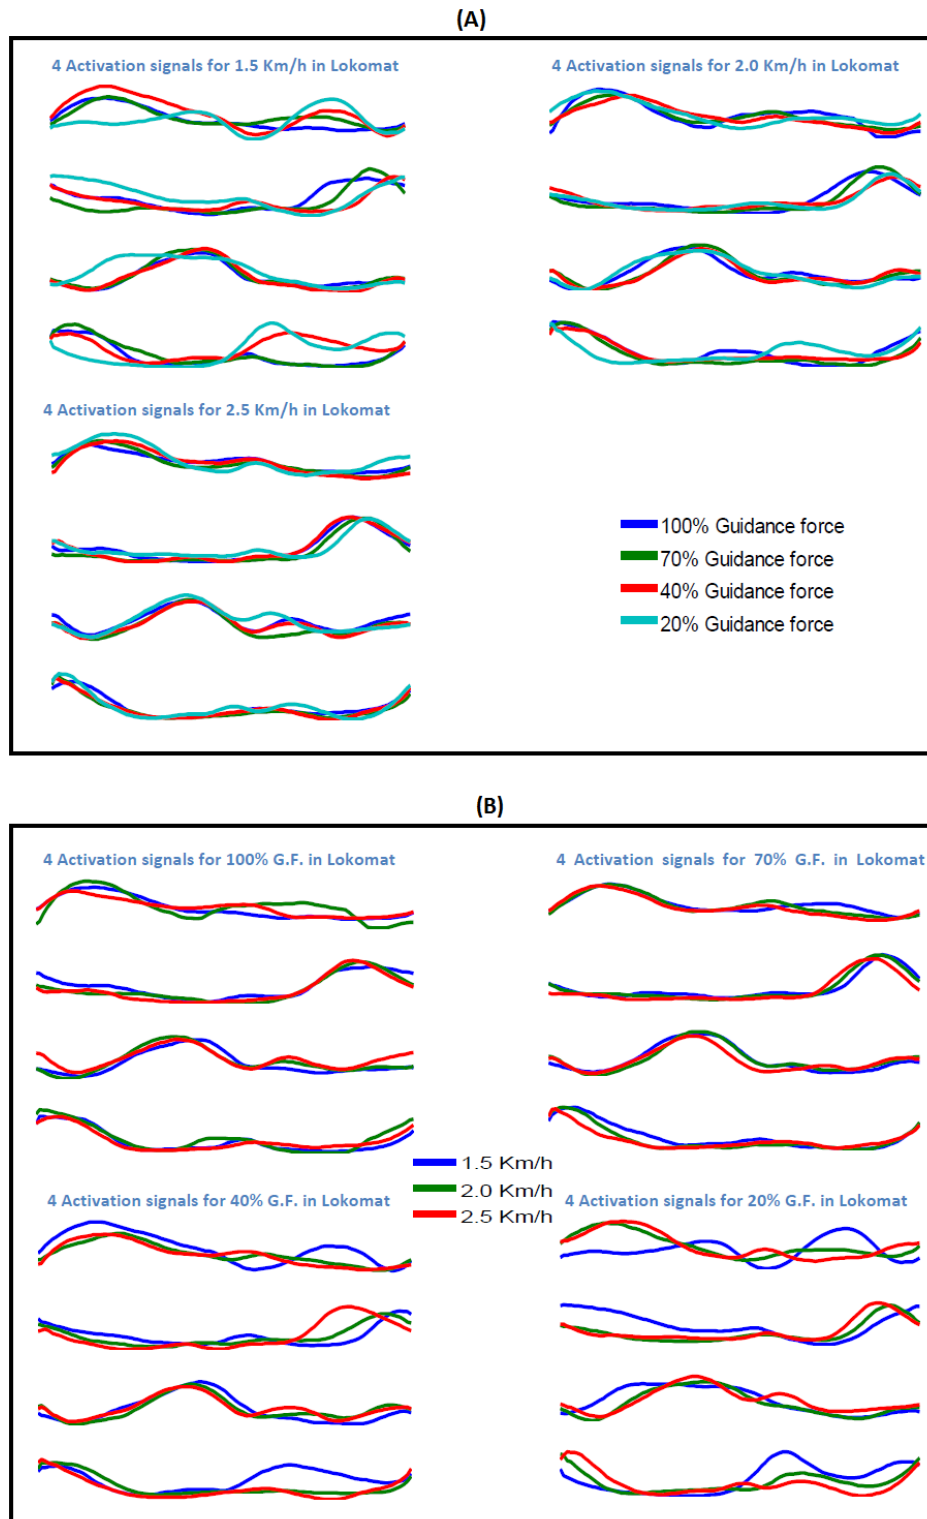 (A)
4 Activation signals for 1.5 Km/h in Lokomat
4 Activation signals for 2.0 Km/h in Lokomat
4 Activation signals for 2.5 Km/h in Lokomat
100% Guidance force
70% Guidance force
40% Guidance force
20% Guidance force
(B)
4 Activation signals for 100% G.F. in Lokomat
4 Activation signals for 70% G.F. in Lokomat
1.5 Km/h
2.0 Km/h
2.5 Km/h
4 Activation signals for 40% G.F. in Lokomat
4 Activation signals for 20% G.F. in Lokomat